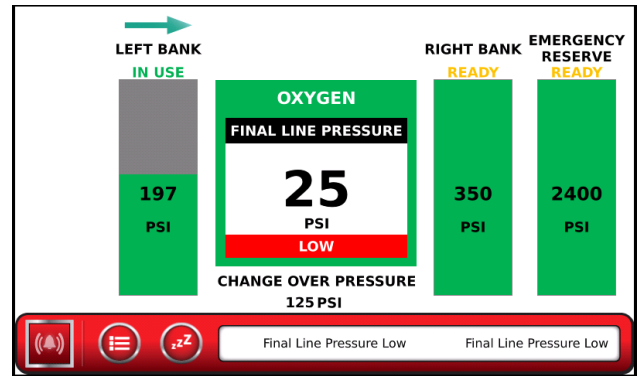 LEFT BANK
IN USE
197
PSI
OXYGEN
FINAL LINE PRESSURE
25
PSI
LOW
CHANGE OVER PRESSURE
125 PSI
RIGHT BANK
READY
350
PSI
EMERGENCY
RESERVE
READY
2400
PSI
zzZ
Final Line Pressure Low Final Line Pressure Low